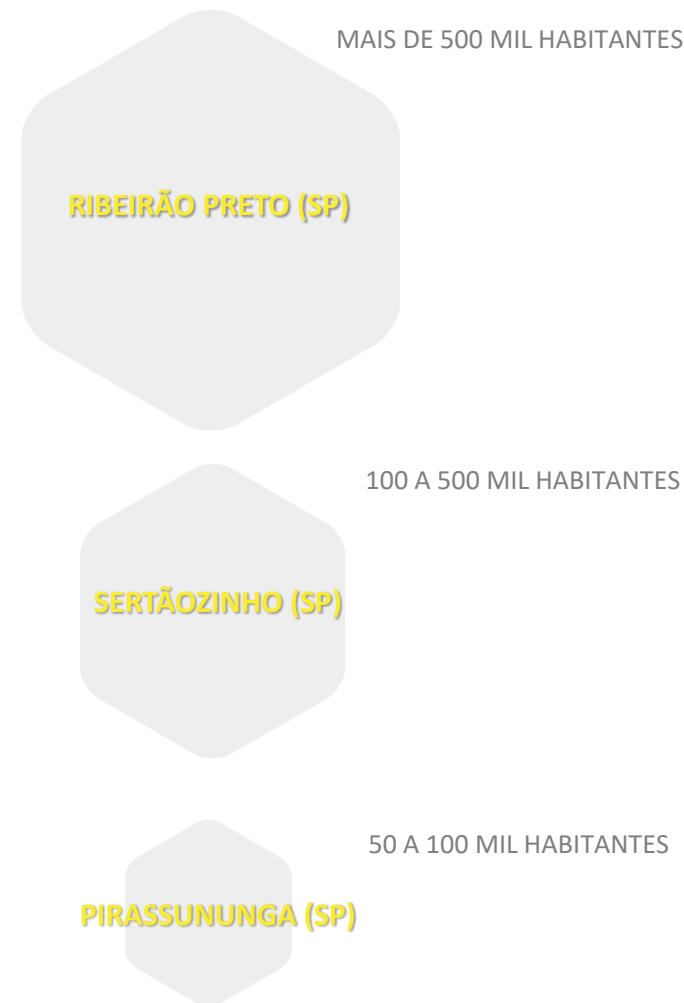 MAIS DE 500 MIL HABITANTES
RIBEIRÃO PRETO (SP)
100 A 500 MIL HABITANTES
SERTÃOZINHO (SP)
50 A 100 MIL HABITANTES
PIRASSUNUNGA (SP)